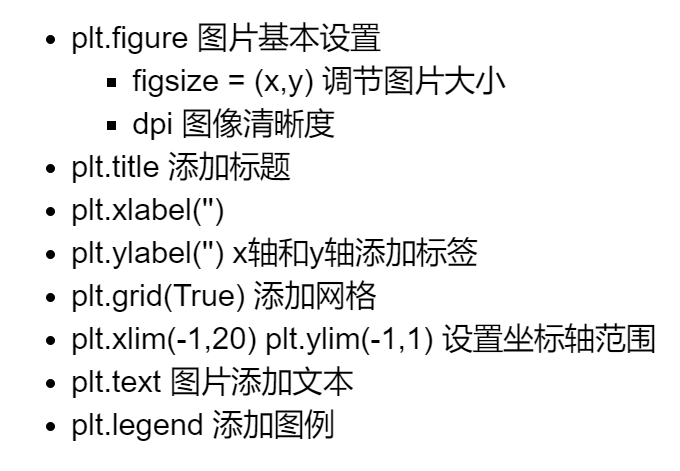 plt.figure 图片基本设置
figsize = (x,y) 调节图片大小
dpi 图像清晰度
plt.title 添加标题
plt.xlabel('')
plt.ylabel('') x轴和y轴添加标签
plt.grid(True) 添加网格
plt.xlim(-1,20) plt.ylim(-1,1) 设置坐标轴范围
plt.text 图片添加文本
plt.legend 添加图例